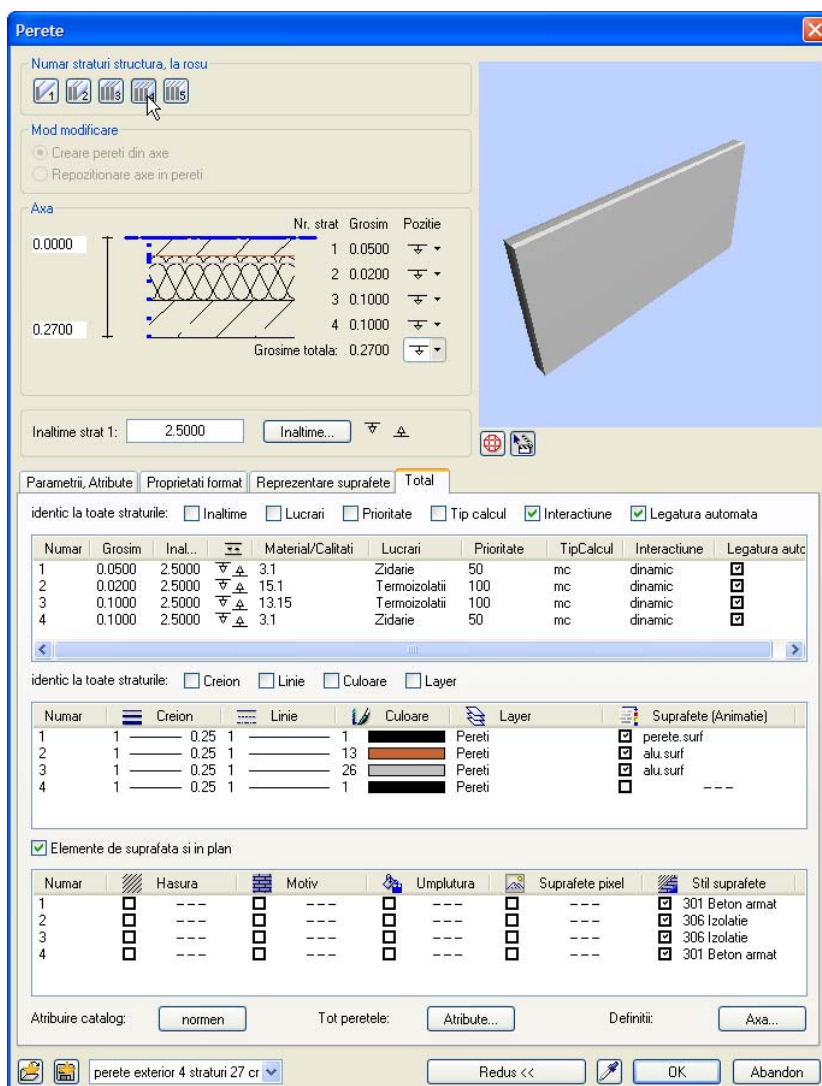 Perete
Numar straturi structura, la rosu
1 2 3 4 5
Mod modificare
Creare pereti din axe
Repozitionare axe in pereti
Axa
Nr. strat Grosim Pozitie
0.0000
1 0.0500
2 0.0200
3 0.1000
4 0.1000
0.2700
Grosime totala: 0.2700
Inaltime strat 1: 2.5000 Inaltime...
Parametrii, Atribute Proprietati format Reprezentare suprafete Total
identic la toate straturile: Inaltime Lucrari Prioritate Tip calcul Interactiune Legatura automata
Numar Grosim Inal... Material/Calitati Lucrari Prioritate TipCalcul Interactiune Legatura autc
1 0.0500 2.5000 3.1 Zidarie 50 mc dinamic
2 0.0200 2.5000 15.1 Termoizolatii 100 mc dinamic
3 0.1000 2.5000 13.15 Termoizolatii 100 mc dinamic
4 0.1000 2.5000 3.1 Zidarie 50 mc dinamic
identic la toate straturile: Creion Linie Culoare Layer
Numar Creion Linie Culoare Layer Suprafete (Animatie)
1 1 0.25 1 1 Pereti perete.surf
2 1 0.25 1 13 Pereti alu.surf
3 1 0.25 1 26 Pereti alu.surf
4 1 0.25 1 1 Pereti ---
Elemente de suprafata si in plan
Numar Hasura Motiv Umplutura Suprafete pixel Stil suprafete
1 --- --- --- --- 301 Beton armat
2 --- --- --- --- 306 Izolatie
3 --- --- --- --- 306 Izolatie
4 --- --- --- --- 301 Beton armat
Atribuire catalog: normen Tot peretele: Atribute... Definitii: Axa...
perete exterior 4 straturi 27 cr Redus << OK Abandon